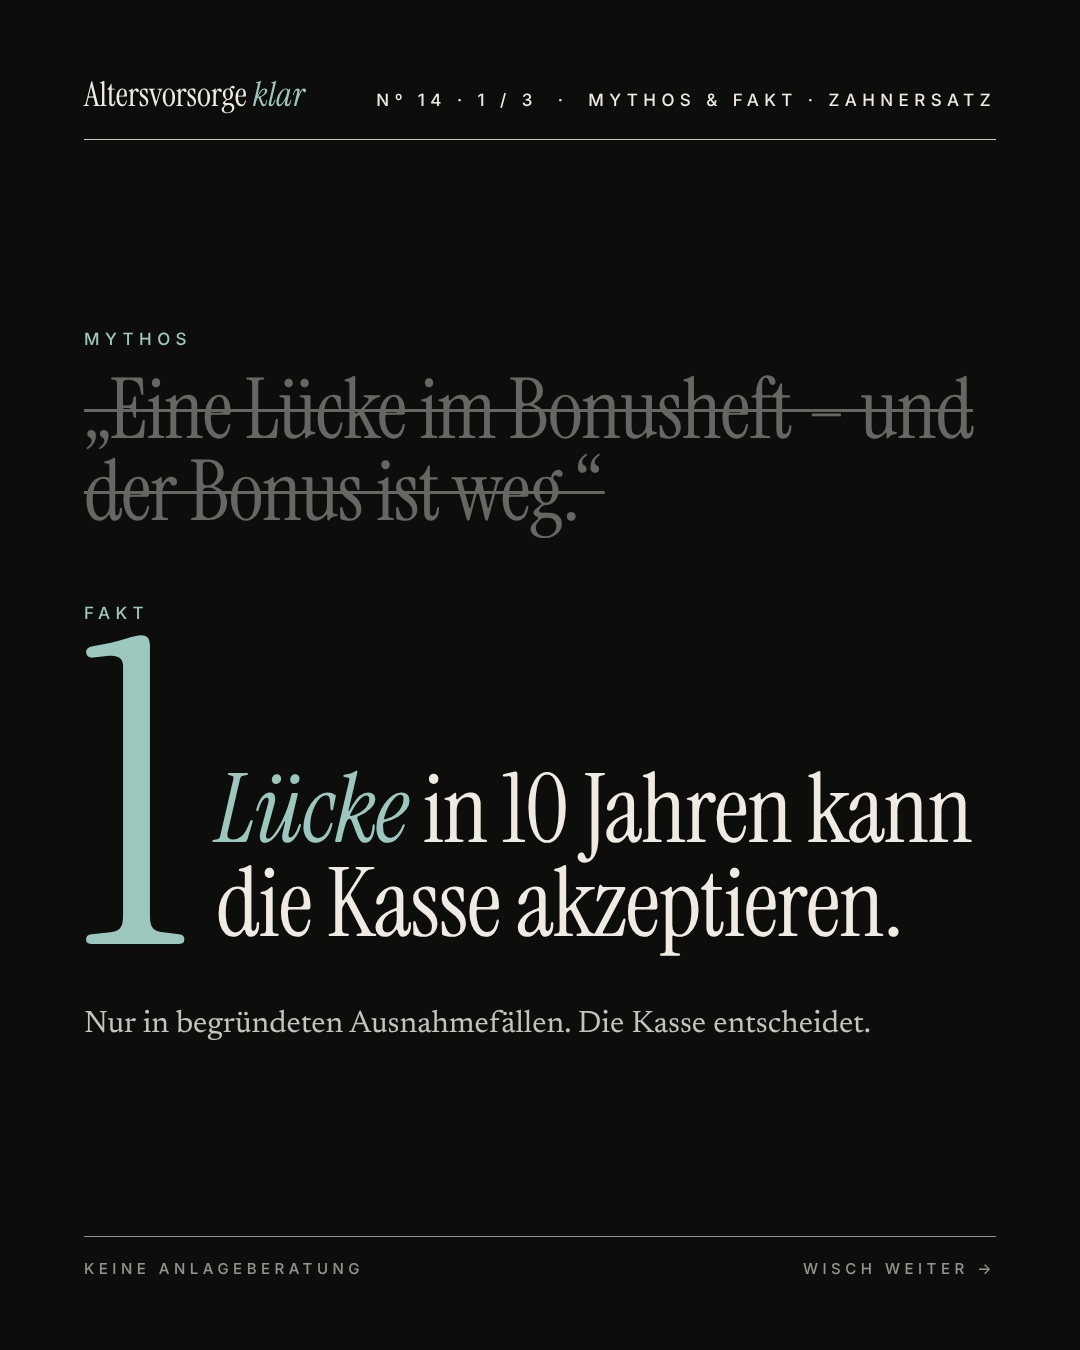 Altersvorsorge klar
Nº 14 · 1 / 3 · MYTHOS & FAKT · ZAHNERSATZ
MYTHOS
„Eine Lücke im Bonusheft – und
der Bonus ist weg.“
FAKT
1 Lücke in 10 Jahren kann
die Kasse akzeptieren.
Nur in begründeten Ausnahmefällen. Die Kasse entscheidet.
KEINE ANLAGEBERATUNG
WISCH WEITER →